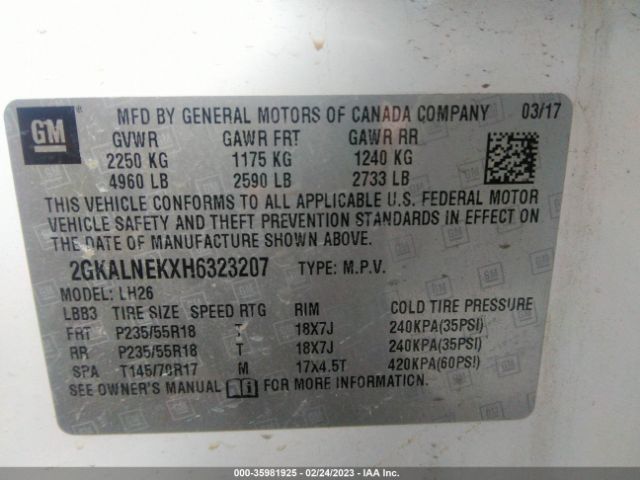 GM ® MFD BY GENERAL MOTORS OF CANADA COMPANY 03/17
GVWR GAWR FRT GAWR RR
2250 KG 1175 KG 1240 KG
4960 LB 2590 LB 2733 LB
THIS VEHICLE CONFORMS TO ALL APPLICABLE U.S. FEDERAL MOTOR
VEHICLE SAFETY AND THEFT PREVENTION STANDARDS IN EFFECT ON
THE DATE OF MANUFACTURE SHOWN ABOVE.
2GKALNEKXH6323207 TYPE: M.P.V.
MODEL: LH26
LBB3 TIRE SIZE SPEED RTG RIM COLD TIRE PRESSURE
FRT P235/55R18 T 18X7J 240KPA(35PSI)
RR P235/55R18 T 18X7J 240KPA(35PSI)
SPA T145/70R17 M 17X4.5T 420KPA(60PSI)
SEE OWNER'S MANUAL FOR MORE INFORMATION.
000-35981925 - 02/24/2023 - IAA Inc.